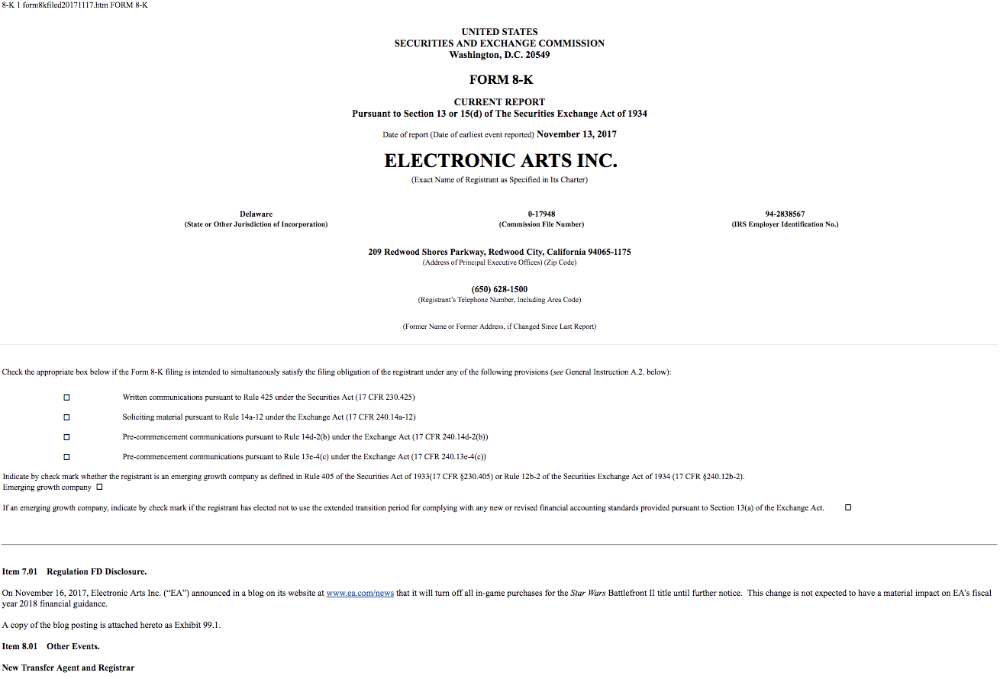 8-K 1 form8kfiled20171117.htm FORM 8-K
UNITED STATES
SECURITIES AND EXCHANGE COMMISSION
Washington, D.C. 20549
FORM 8-K
CURRENT REPORT
Pursuant to Section 13 or 15(d) of The Securities Exchange Act of 1934
Date of report (Date of earliest event reported) November 13, 2017
ELECTRONIC ARTS INC.
(Exact Name of Registrant as Specified in Its Charter)
Delaware 0-17948 94-2838567
(State or Other Jurisdiction of Incorporation) (Commission File Number) (IRS Employer Identification No.)
209 Redwood Shores Parkway, Redwood City, California 94065-1175
(Address of Principal Executive Offices) (Zip Code)
(650) 628-1500
(Registrant’s Telephone Number, Including Area Code)
(Former Name or Former Address, if Changed Since Last Report)
Check the appropriate box below if the Form 8-K filing is intended to simultaneously satisfy the filing obligation of the registrant under any of the following provisions (see General Instruction A.2. below):
☐ Written communications pursuant to Rule 425 under the Securities Act (17 CFR 230.425)
☐ Soliciting material pursuant to Rule 14a-12 under the Exchange Act (17 CFR 240.14a-12)
☐ Pre-commencement communications pursuant to Rule 14d-2(b) under the Exchange Act (17 CFR 240.14d-2(b))
☐ Pre-commencement communications pursuant to Rule 13e-4(c) under the Exchange Act (17 CFR 240.13e-4(c))
Indicate by check mark whether the registrant is an emerging growth company as defined in Rule 405 of the Securities Act of 1933(17 CFR §230.405) or Rule 12b-2 of the Securities Exchange Act of 1934 (17 CFR §240.12b-2).
Emerging growth company ☐
If an emerging growth company, indicate by check mark if the registrant has elected not to use the extended transition period for complying with any new or revised financial accounting standards provided pursuant to Section 13(a) of the Exchange Act. ☐
Item 7.01 Regulation FD Disclosure.
On November 16, 2017, Electronic Arts Inc. (“EA”) announced in a blog on its website at www.ea.com/news that it will turn off all in-game purchases for the Star Wars Battlefront II title until further notice. This change is not expected to have a material impact on EA’s fiscal
year 2018 financial guidance.
A copy of the blog posting is attached hereto as Exhibit 99.1.
Item 8.01 Other Events.
New Transfer Agent and Registrar